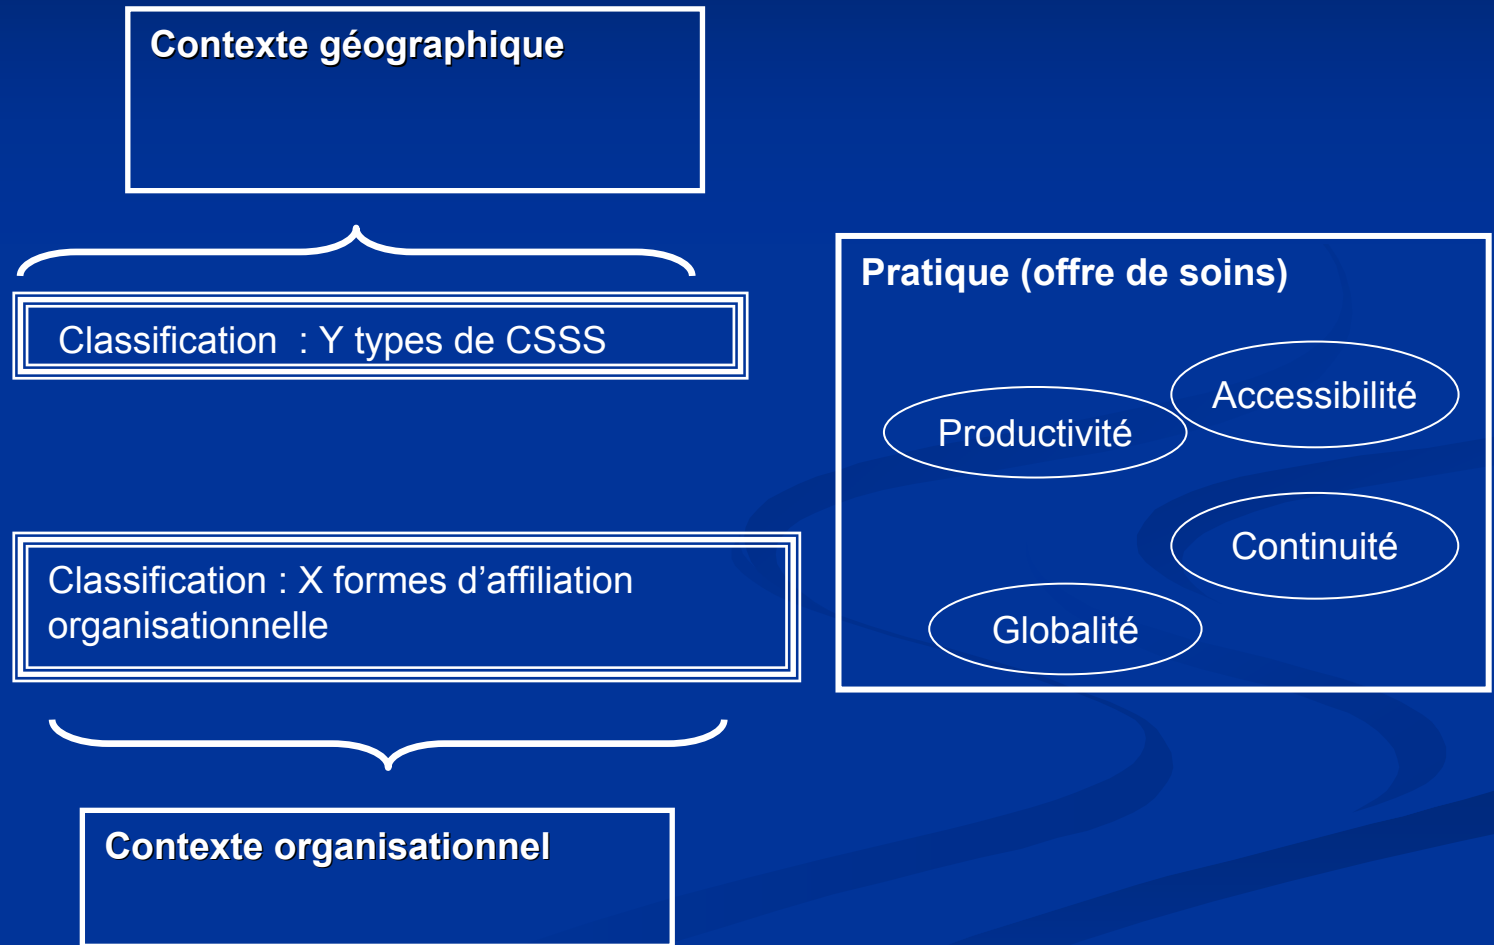 Contexte géographique
Classification : Y types de CSSS
Classification : X formes d’affiliation
organisationnelle
Contexte organisationnel
Pratique (offre de soins)
Accessibilité
Productivité
Continuité
Globalité